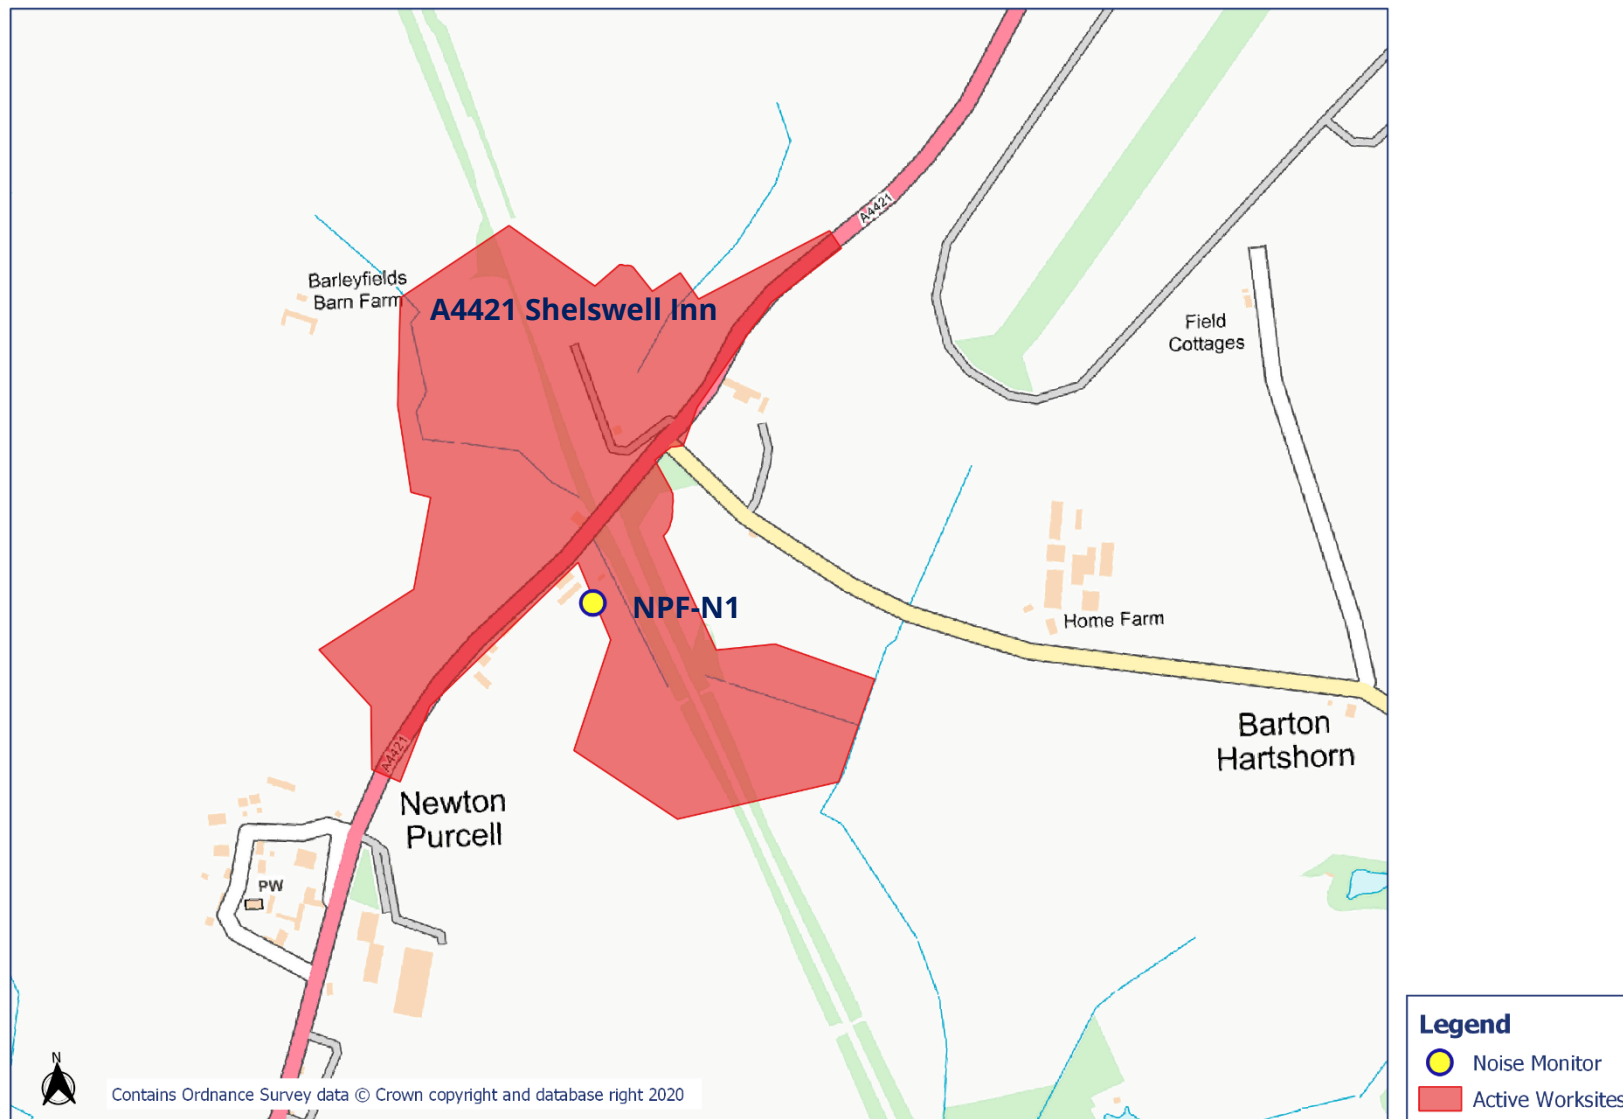 A4421
Barleyfields
Barn Farm
A4421 Shelswell Inn
Field
Cottages
NPF-N1
Home Farm
Barton
Hartshorn
A4421
Newton
Purcell
PW
N
Contains Ordnance Survey data © Crown copyright and database right 2020
Legend
Noise Monitor
Active Worksites